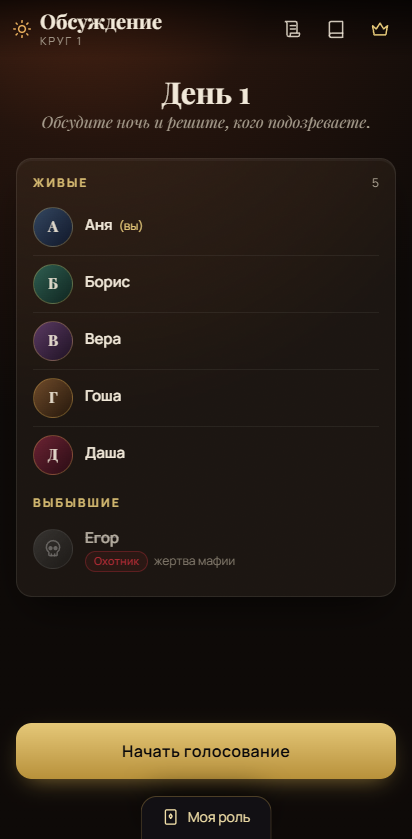 Обсуждение
КРУГ 1
День 1
Обсудите ночь и решите, кого подозреваете.
ЖИВЫЕ 5
А Аня (вы)
Б Борис
В Вера
Г Гоша
Д Даша
ВЫБЫВШИЕ
Егор
Охотник жертва мафии
Начать голосование
Моя роль